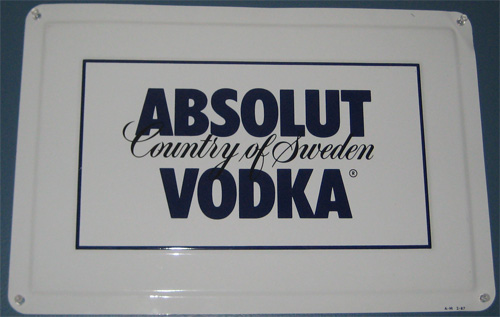 ABSOLUT
Country of Sweden
VODKA®